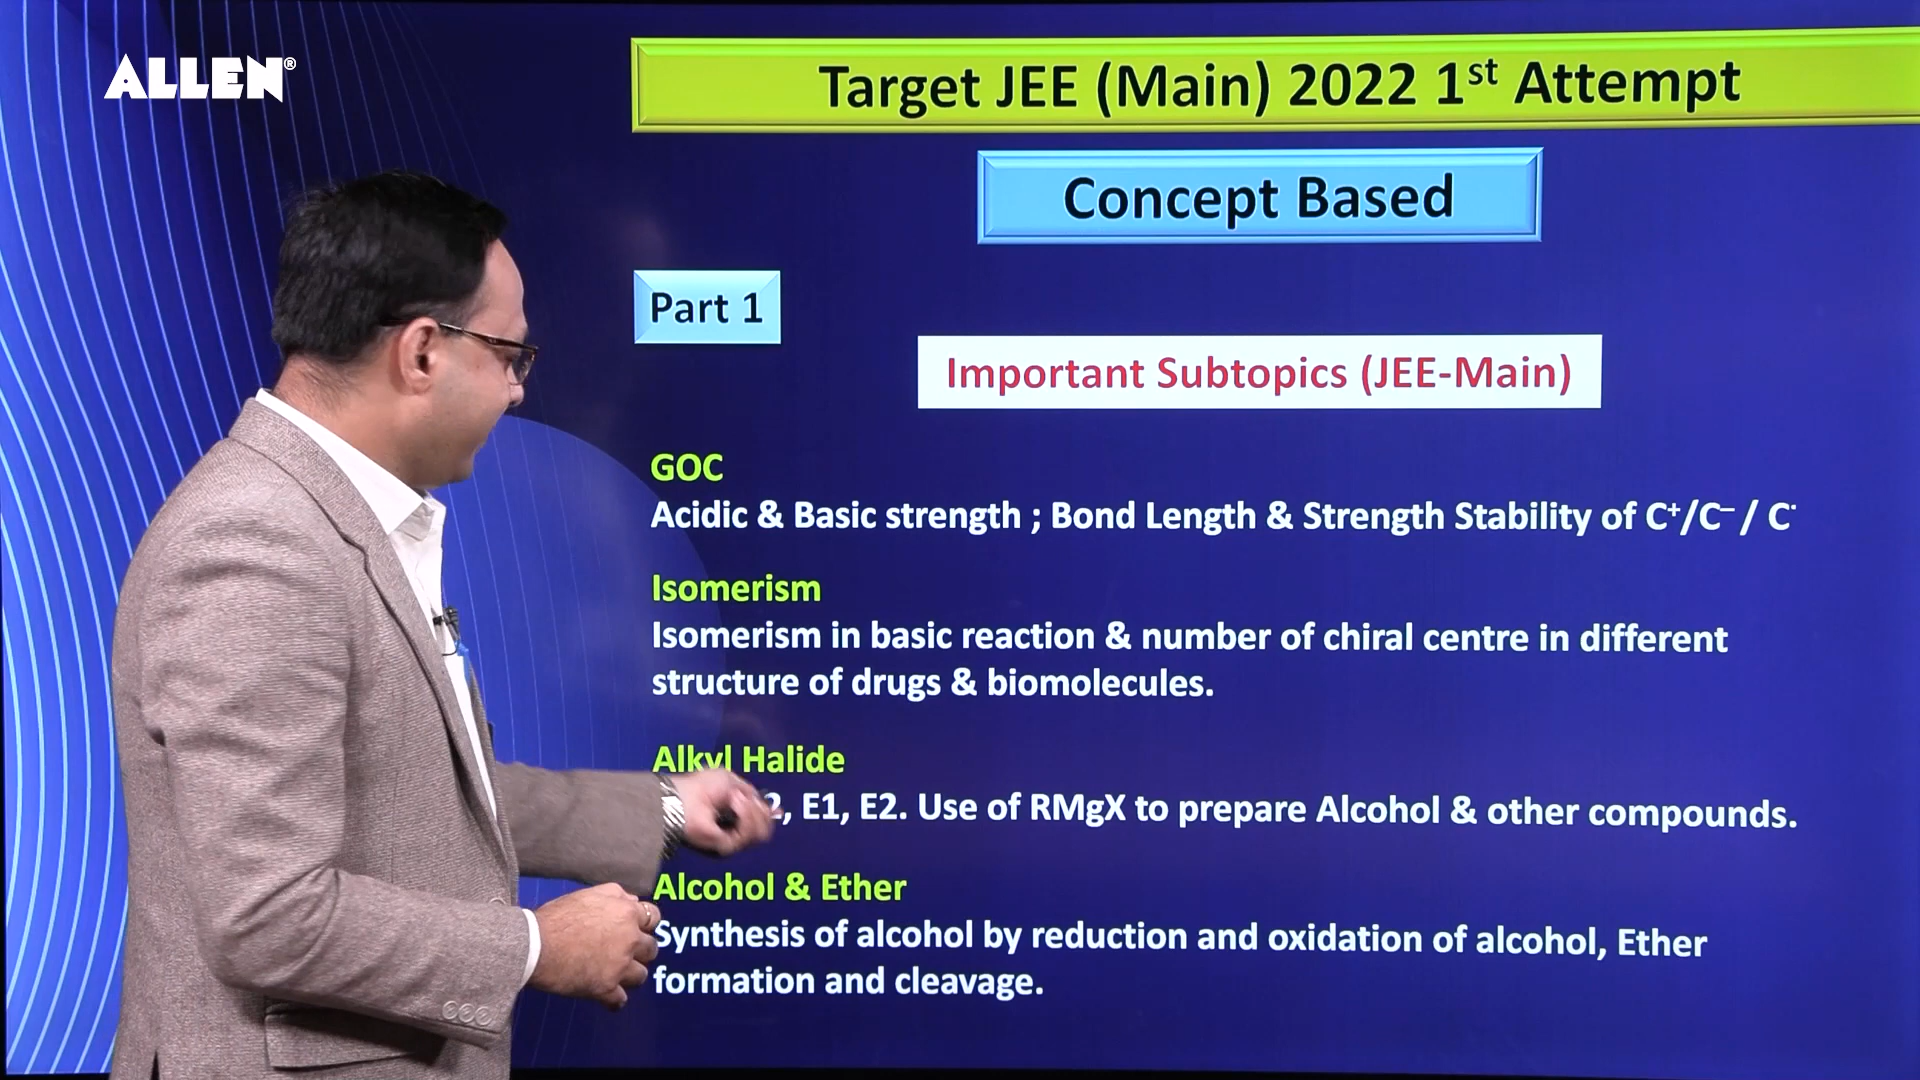 ALLEN®
Target JEE (Main) 2022 1st Attempt
Concept Based
Part 1
Important Subtopics (JEE-Main)
GOC
Acidic & Basic strength ; Bond Length & Strength Stability of C⁺/C⁻ / C˙
Isomerism
Isomerism in basic reaction & number of chiral centre in different
structure of drugs & biomolecules.
Alkyl Halide
2, E1, E2. Use of RMgX to prepare Alcohol & other compounds.
Alcohol & Ether
Synthesis of alcohol by reduction and oxidation of alcohol, Ether
formation and cleavage.